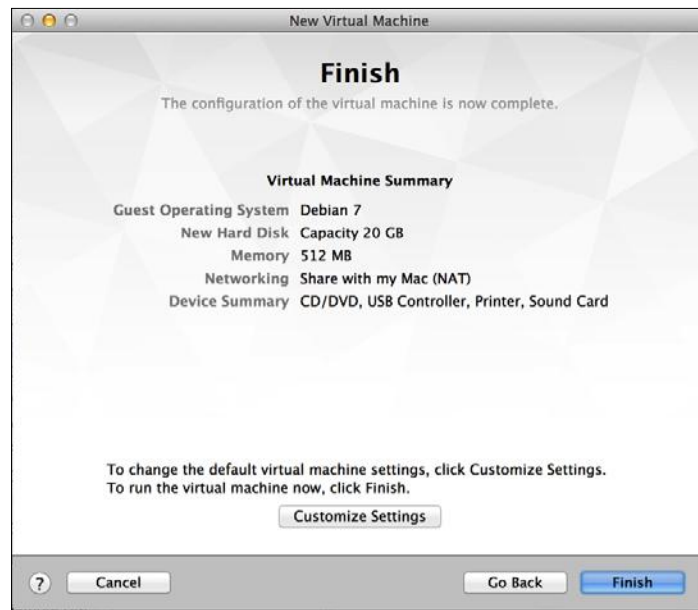 New Virtual Machine
Finish
The configuration of the virtual machine is now complete.
Virtual Machine Summary
Guest Operating System Debian 7
New Hard Disk Capacity 20 GB
Memory 512 MB
Networking Share with my Mac (NAT)
Device Summary CD/DVD, USB Controller, Printer, Sound Card
To change the default virtual machine settings, click Customize Settings.
To run the virtual machine now, click Finish.
Customize Settings
? Cancel Go Back Finish